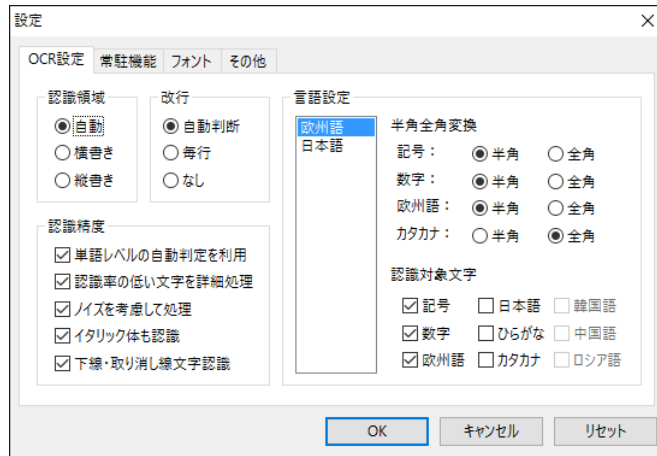 設定
OCR設定 常駐機能 フォント その他
認識領域
自動
横書き
縦書き
改行
自動判断
毎行
なし
認識精度
単語レベルの自動判定を利用
認識率の低い文字を詳細処理
ノイズを考慮して処理
イタリック体も認識
下線・取り消し線文字認識
言語設定
欧州語
日本語
半角全角変換
記号： 半角 全角
数字： 半角 全角
欧州語： 半角 全角
カタカナ： 半角 全角
認識対象文字
記号 日本語 韓国語
数字 ひらがな 中国語
欧州語 カタカナ ロシア語
OK キャンセル リセット